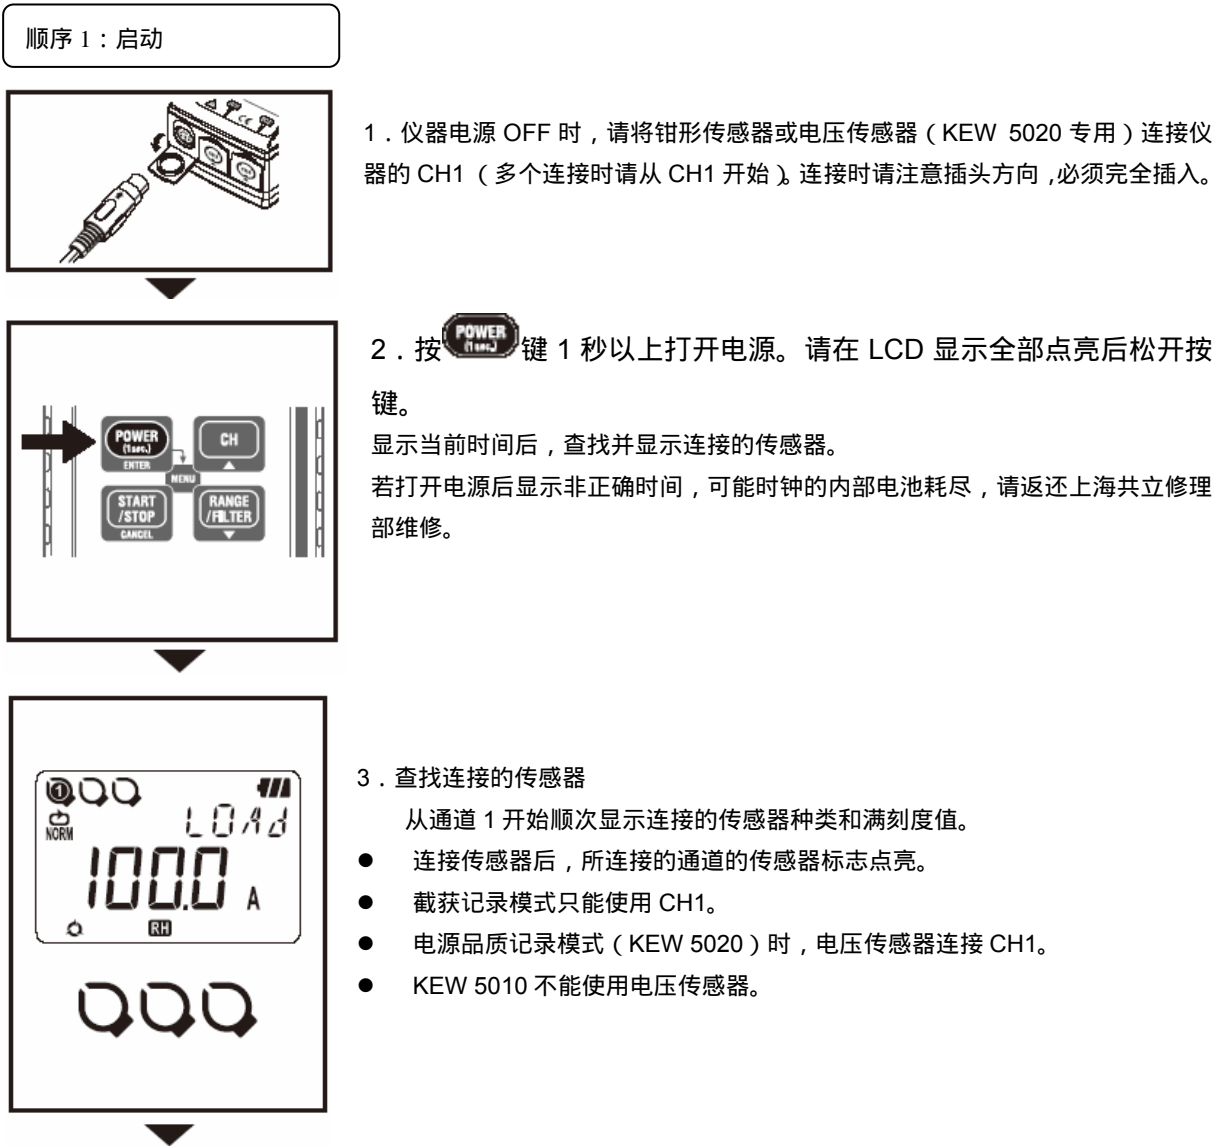 顺序 1：启动
1．仪器电源 OFF 时，请将钳形传感器或电压传感器（KEW 5020 专用）连接仪
器的 CH1（多个连接时请从 CH1 开始）。连接时请注意插头方向，必须完全插入。
2．按 POWER (1sec.) 键 1 秒以上打开电源。请在 LCD 显示全部点亮后松开按
键。
显示当前时间后，查找并显示连接的传感器。
若打开电源后显示非正确时间，可能时钟的内部电池耗尽，请返还上海共立修理
部维修。
POWER
(1sec.)
ENTER
CH
MENU
START
/STOP
CANCEL
RANGE
/FILTER
3．查找连接的传感器
从通道 1 开始顺次显示连接的传感器种类和满刻度值。
● 连接传感器后，所连接的通道的传感器标志点亮。
● 截获记录模式只能使用 CH1。
● 电源品质记录模式（KEW 5020）时，电压传感器连接 CH1。
● KEW 5010 不能使用电压传感器。
1
NORM
LOAd
100.0 A
RH